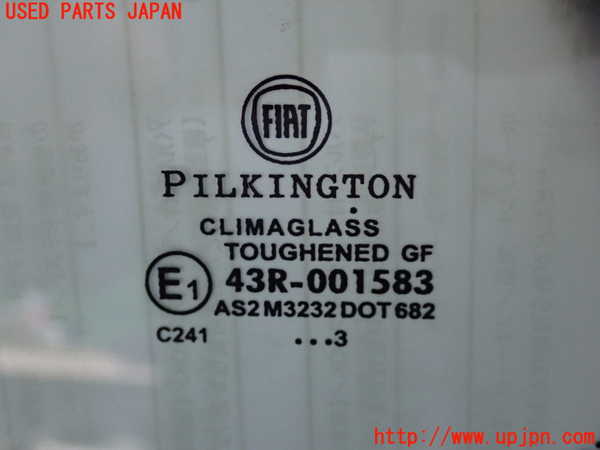 USED PARTS JAPAN
FIAT
PILKINGTON
CLIMAGLASS
TOUGHENED GF
E1 43R-001583
AS2 M3232 DOT 682
C241 ...3
http://www.upjpn.com/